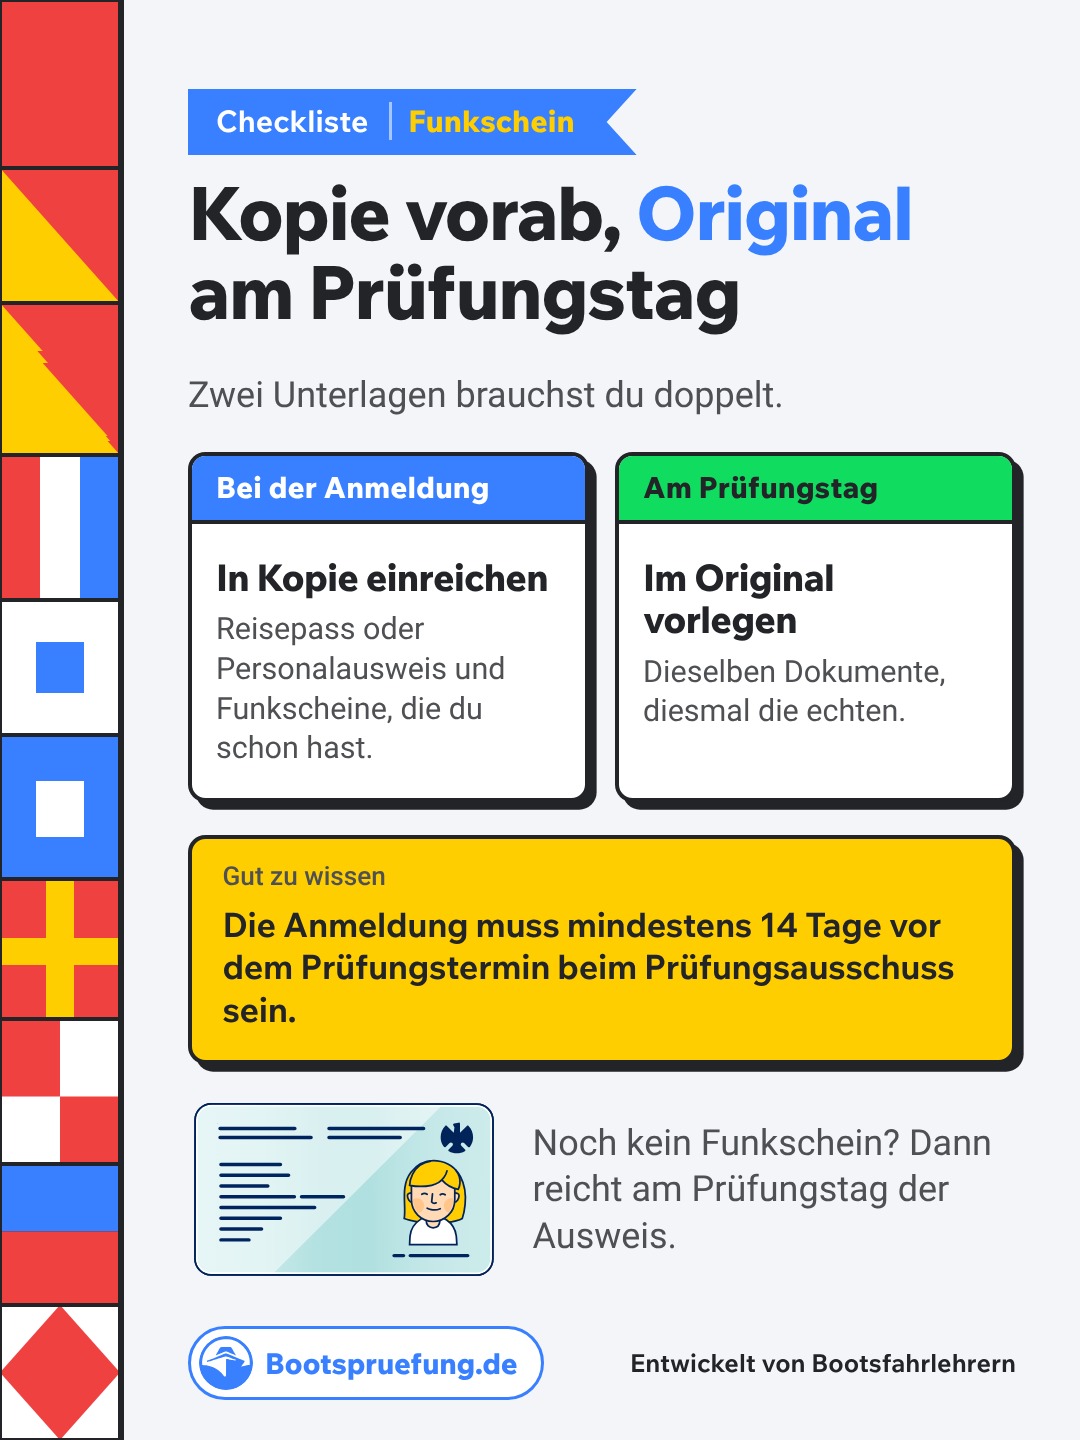 Checkliste | Funkschein
Kopie vorab, Original
am Prüfungstag
Zwei Unterlagen brauchst du doppelt.
Bei der Anmeldung
In Kopie einreichen
Reisepass oder
Personalausweis und
Funkscheine, die du
schon hast.
Am Prüfungstag
Im Original
vorlegen
Dieselben Dokumente,
diesmal die echten.
Gut zu wissen
Die Anmeldung muss mindestens 14 Tage vor
dem Prüfungstermin beim Prüfungsausschuss
sein.
Noch kein Funkschein? Dann
reicht am Prüfungstag der
Ausweis.
Bootspruefung.de
Entwickelt von Bootsfahrlehrern